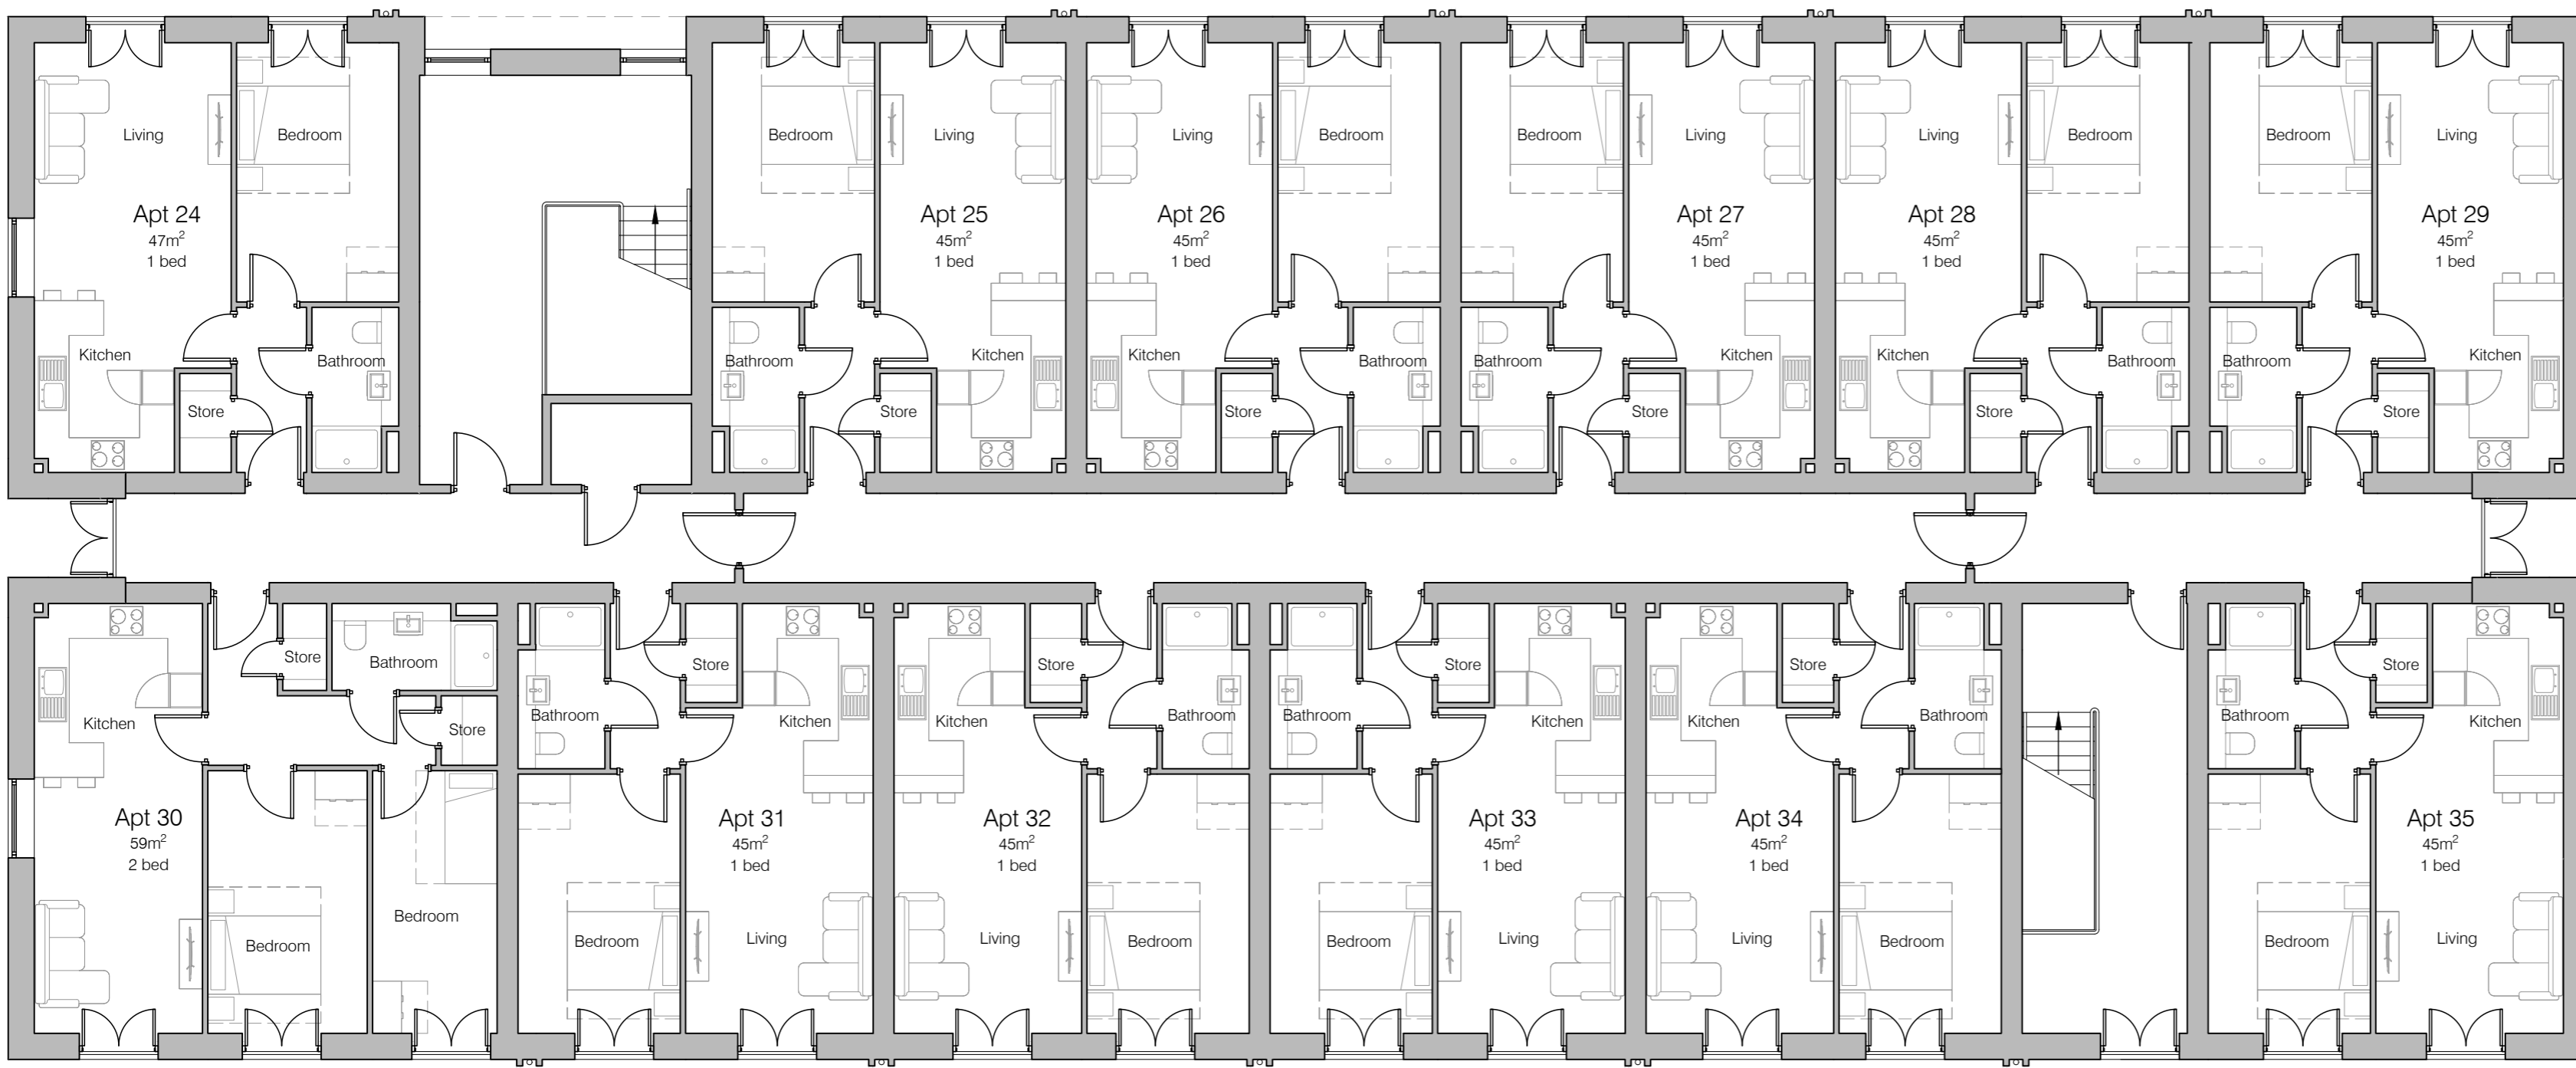 Living
Bedroom
Apt 24
47m²
1 bed
Kitchen
Bathroom
Store
Bedroom
Living
Apt 25
45m²
1 bed
Bathroom
Kitchen
Store
Living
Bedroom
Apt 26
45m²
1 bed
Kitchen
Bathroom
Store
Bedroom
Living
Apt 27
45m²
1 bed
Bathroom
Kitchen
Store
Living
Bedroom
Apt 28
45m²
1 bed
Kitchen
Bathroom
Store
Bedroom
Living
Apt 29
45m²
1 bed
Bathroom
Kitchen
Store
Store
Bathroom
Kitchen
Store
Apt 30
59m²
2 bed
Bedroom
Bedroom
Store
Bathroom
Kitchen
Apt 31
45m²
1 bed
Bedroom
Living
Store
Kitchen
Bathroom
Apt 32
45m²
1 bed
Living
Bedroom
Store
Bathroom
Kitchen
Apt 33
45m²
1 bed
Bedroom
Living
Store
Kitchen
Bathroom
Apt 34
45m²
1 bed
Living
Bedroom
Store
Bathroom
Kitchen
Apt 35
45m²
1 bed
Bedroom
Living